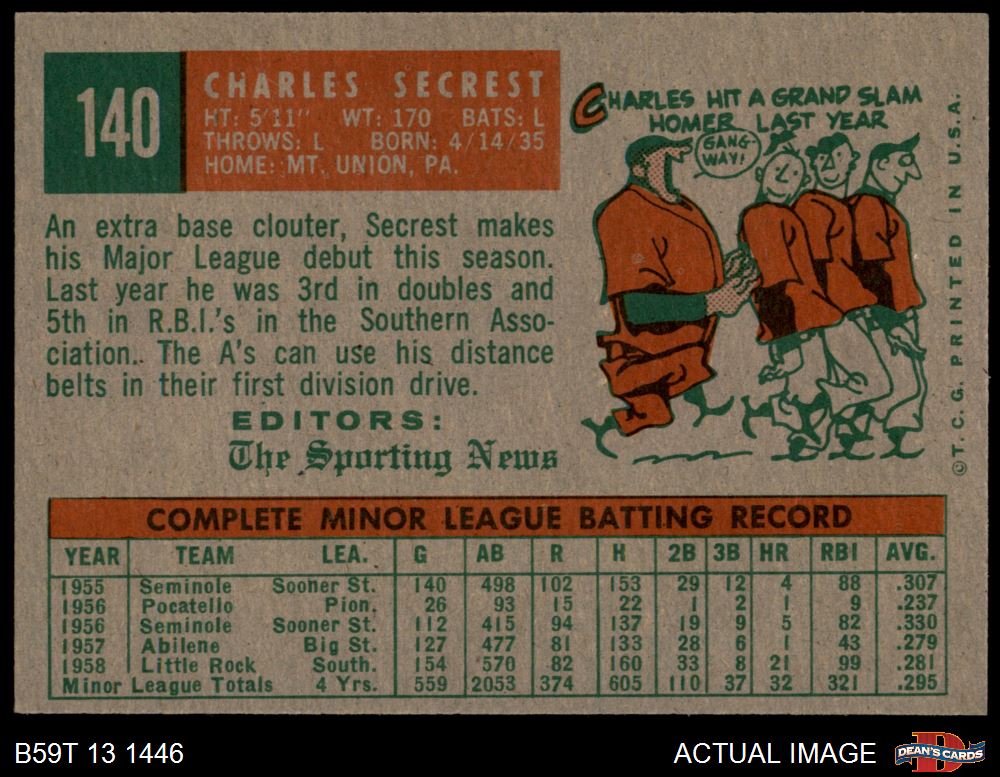 140
CHARLES SECREST
HT: 5'11" WT: 170 BATS: L
THROWS: L BORN: 4/14/35
HOME: MT. UNION, PA.
An extra base clouter, Secrest makes
his Major League debut this season.
Last year he was 3rd in doubles and
5th in R.B.I.'s in the Southern Asso-
ciation. The A's can use his distance
belts in their first division drive.
EDITORS:
The Sporting News
CHARLES HIT A GRAND SLAM
HOMER LAST YEAR
GANG
WAY!
© T. C. G. PRINTED IN U.S.A.
COMPLETE MINOR LEAGUE BATTING RECORD
YEAR TEAM LEA. G AB R H 2B 3B HR RBI AVG.
1955 Seminole Sooner St. 140 498 102 153 29 12 4 88 .307
1956 Pocatello Pion. 26 93 15 22 1 2 1 9 .237
1956 Seminole Sooner St. 112 415 94 137 19 9 5 82 .330
1957 Abilene Big St. 127 477 81 133 28 6 1 43 .279
1958 Little Rock South. 154 570 82 160 33 8 21 99 .281
Minor League Totals 4 Yrs. 559 2053 374 605 110 37 32 321 .295
B59T 13 1446
ACTUAL IMAGE
D
DEAN'S CARDS